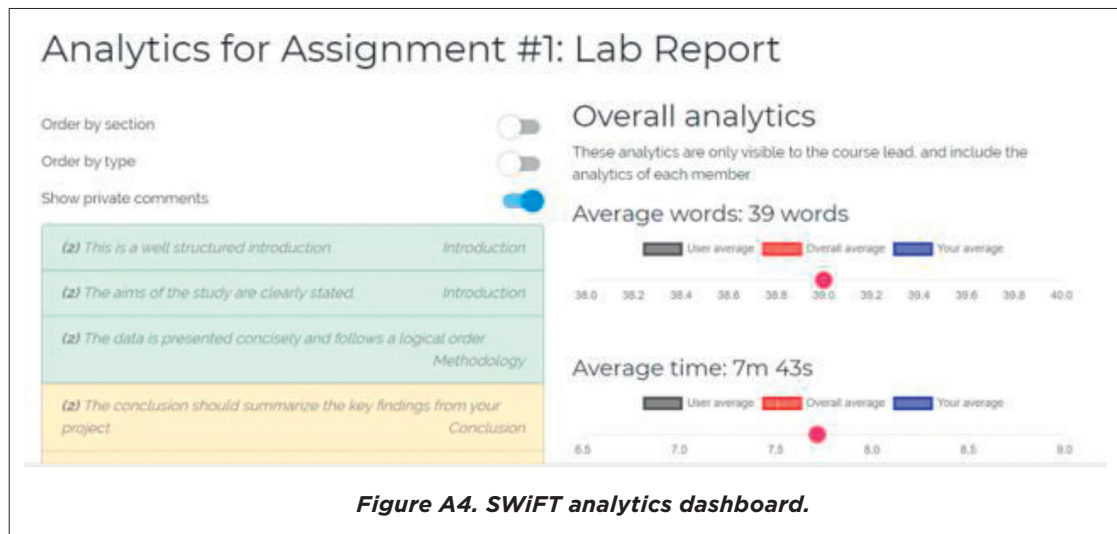 Analytics for Assignment #1: Lab Report
Order by section
Order by type
Show private comments
(2) This is a well structured introduction
Introduction
(2) The aims of the study are clearly stated.
Introduction
(2) The data is presented concisely and follows a logical order.
Methodology
(2) The conclusion should summarize the key findings from your
project.
Conclusion
Overall analytics
These analytics are only visible to the course lead, and include the
analytics of each member
Average words: 39 words
User average Overall average Your average
38.0 38.2 38.4 38.6 38.8 39.0 39.2 39.4 39.6 39.8 40.0
Average time: 7m 43s
User average Overall average Your average
6.5 7.0 7.5 8.0 8.5 9.0
Figure A4. SWiFT analytics dashboard.